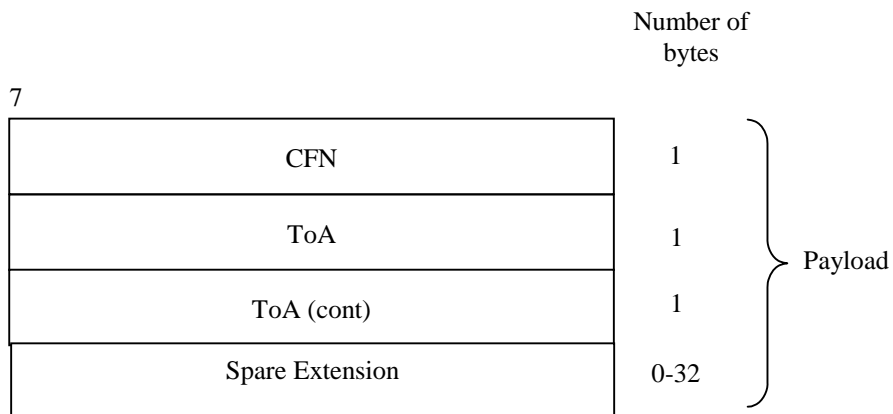 Number of
bytes
7
CFN 1
ToA 1
Payload
ToA (cont) 1
Spare Extension 0-32